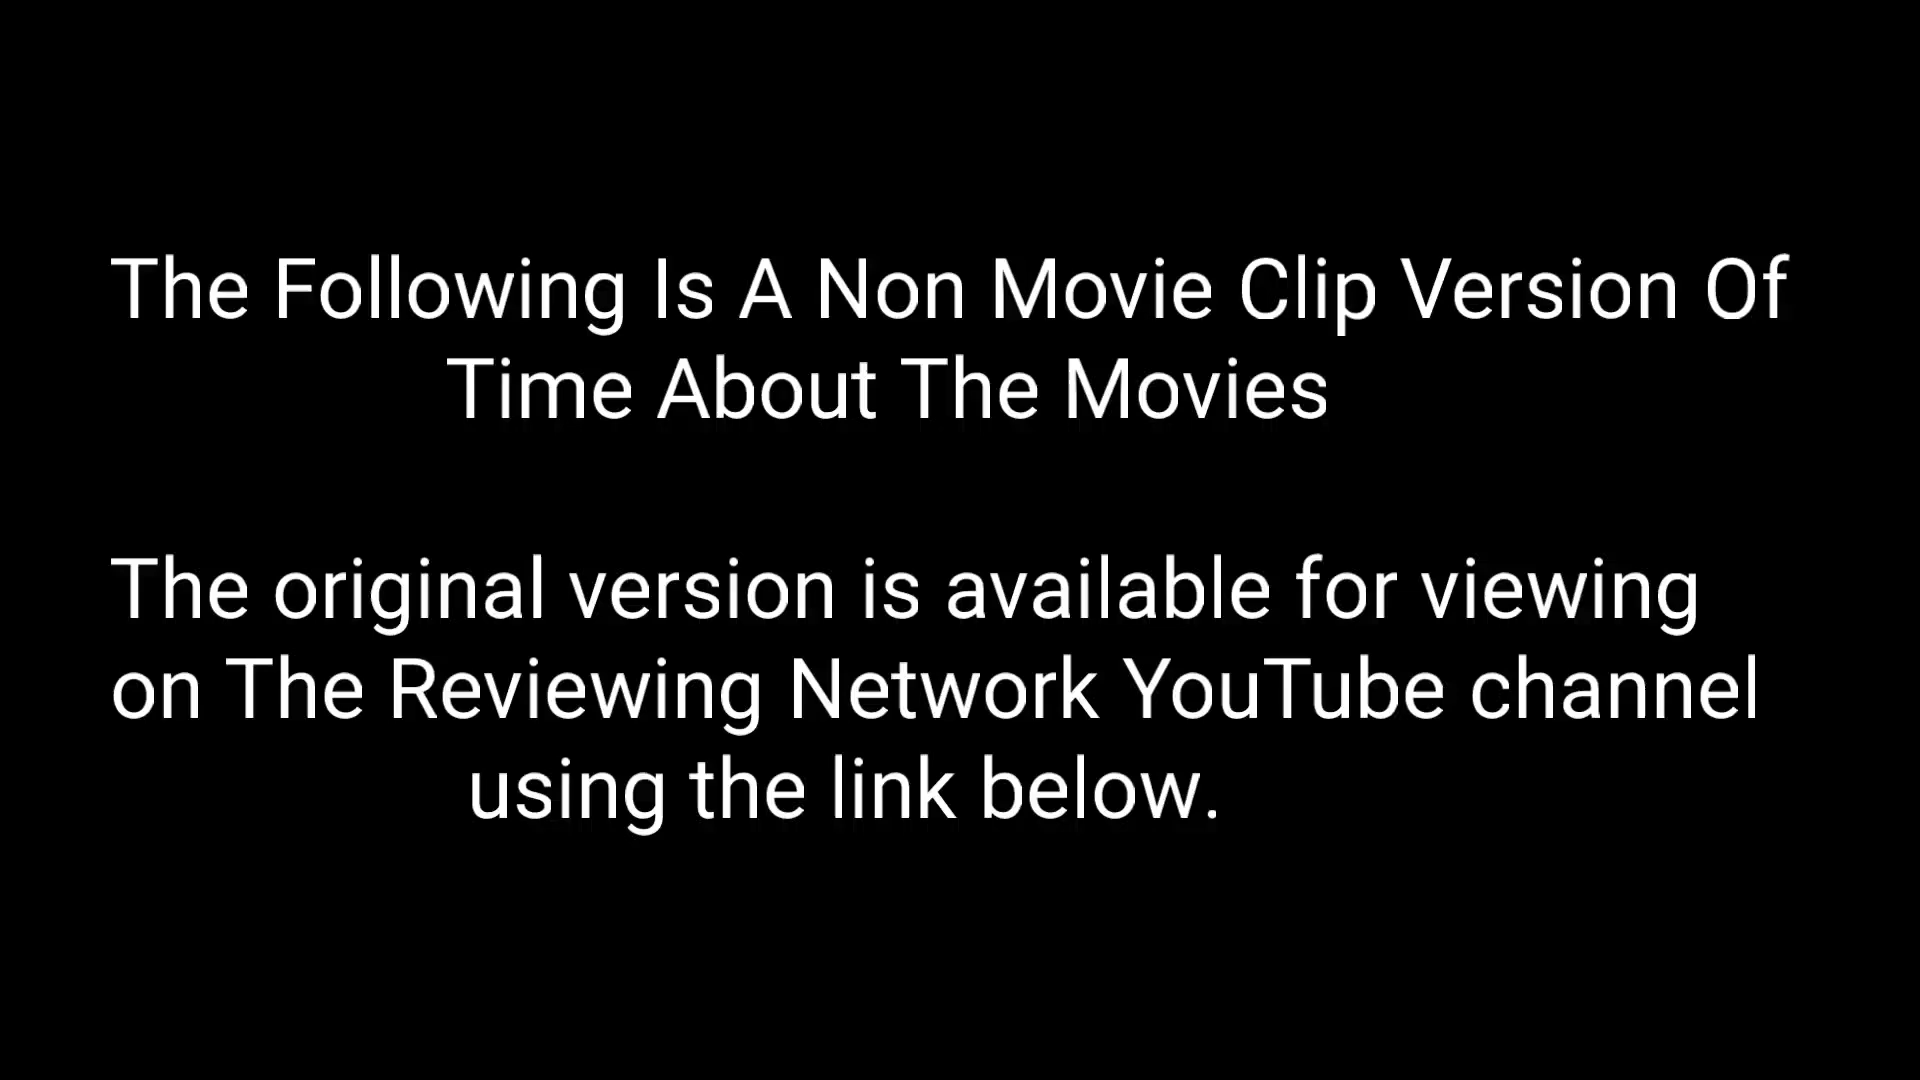 The Following Is A Non Movie Clip Version Of
Time About The Movies
The original version is available for viewing
on The Reviewing Network YouTube channel
using the link below.